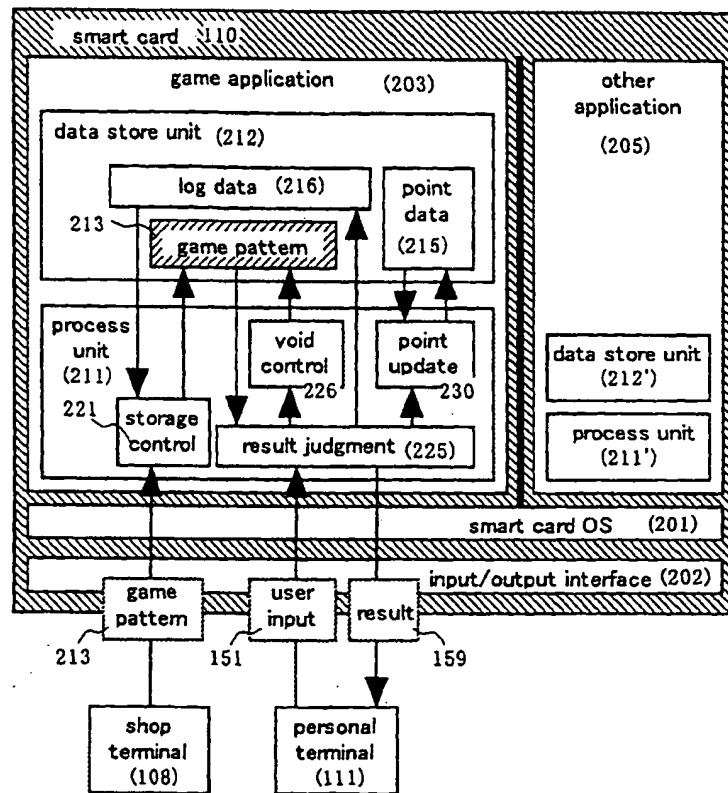 smart card 110
game application (203)
data store unit (212)
log data (216)
213
game pattern
point
data
(215)
process
unit
(211)
221
storage
control
void
control
226
point
update
230
result judgment (225)
other
application
(205)
data store unit
(212')
process unit
(211')
smart card OS (201)
input/output interface (202)
game
pattern
213
user
input
151
result
159
shop
terminal
(108)
personal
terminal
(111)